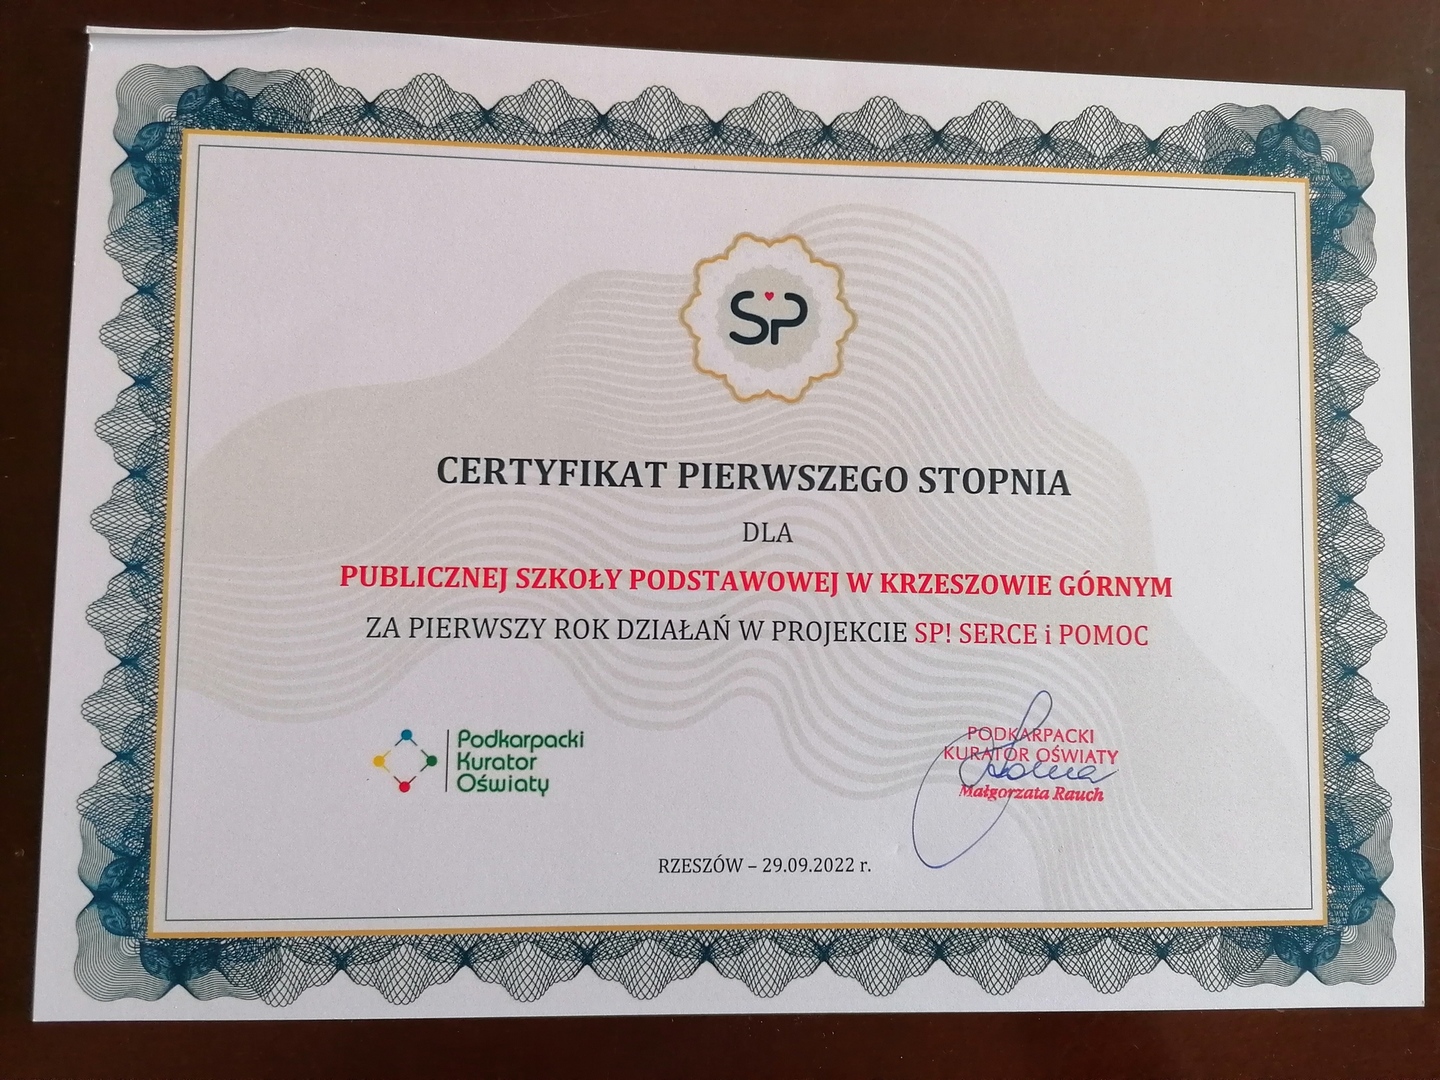 SP
CERTYFIKAT PIERWSZEGO STOPNIA
DLA
PUBLICZNEJ SZKOŁY PODSTAWOWEJ W KRZESZOWIE GÓRNYM
ZA PIERWSZY ROK DZIAŁAŃ W PROJEKCIE SP! SERCE i POMOC
Podkarpacki
Kurator
Oświaty
PODKARPACKI
KURATOR OŚWIATY
Małgorzata Rauch
RZESZÓW – 29.09.2022 r.